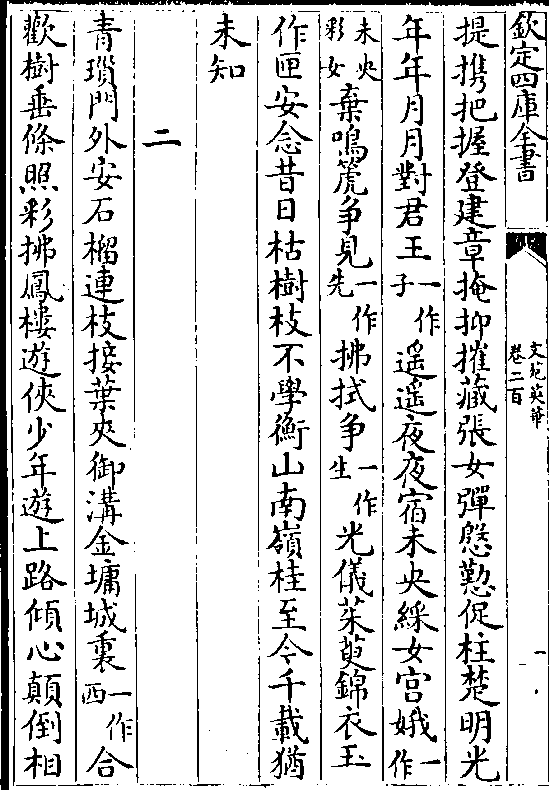 欽定四庫全書
文苑英華
卷二百
一
提攜把握登建章掩抑摧藏張女彈慇懃促柱楚明光
年年月月對君王一作子遥遥夜夜宿未央綵女宫娥一作
未央彩女棄鳴篪争見一作先拂拭争一作生光儀茱萸錦衣玉
作匣安念昔日枯樹枝不學衡山南嶺桂至今千載猶
未知
二
青瑣門外安石榴連枝接葉夾御溝金墉城裏一作西合
歡樹垂條照彩拂鳳樓遊俠少年遊上路傾心顛倒相